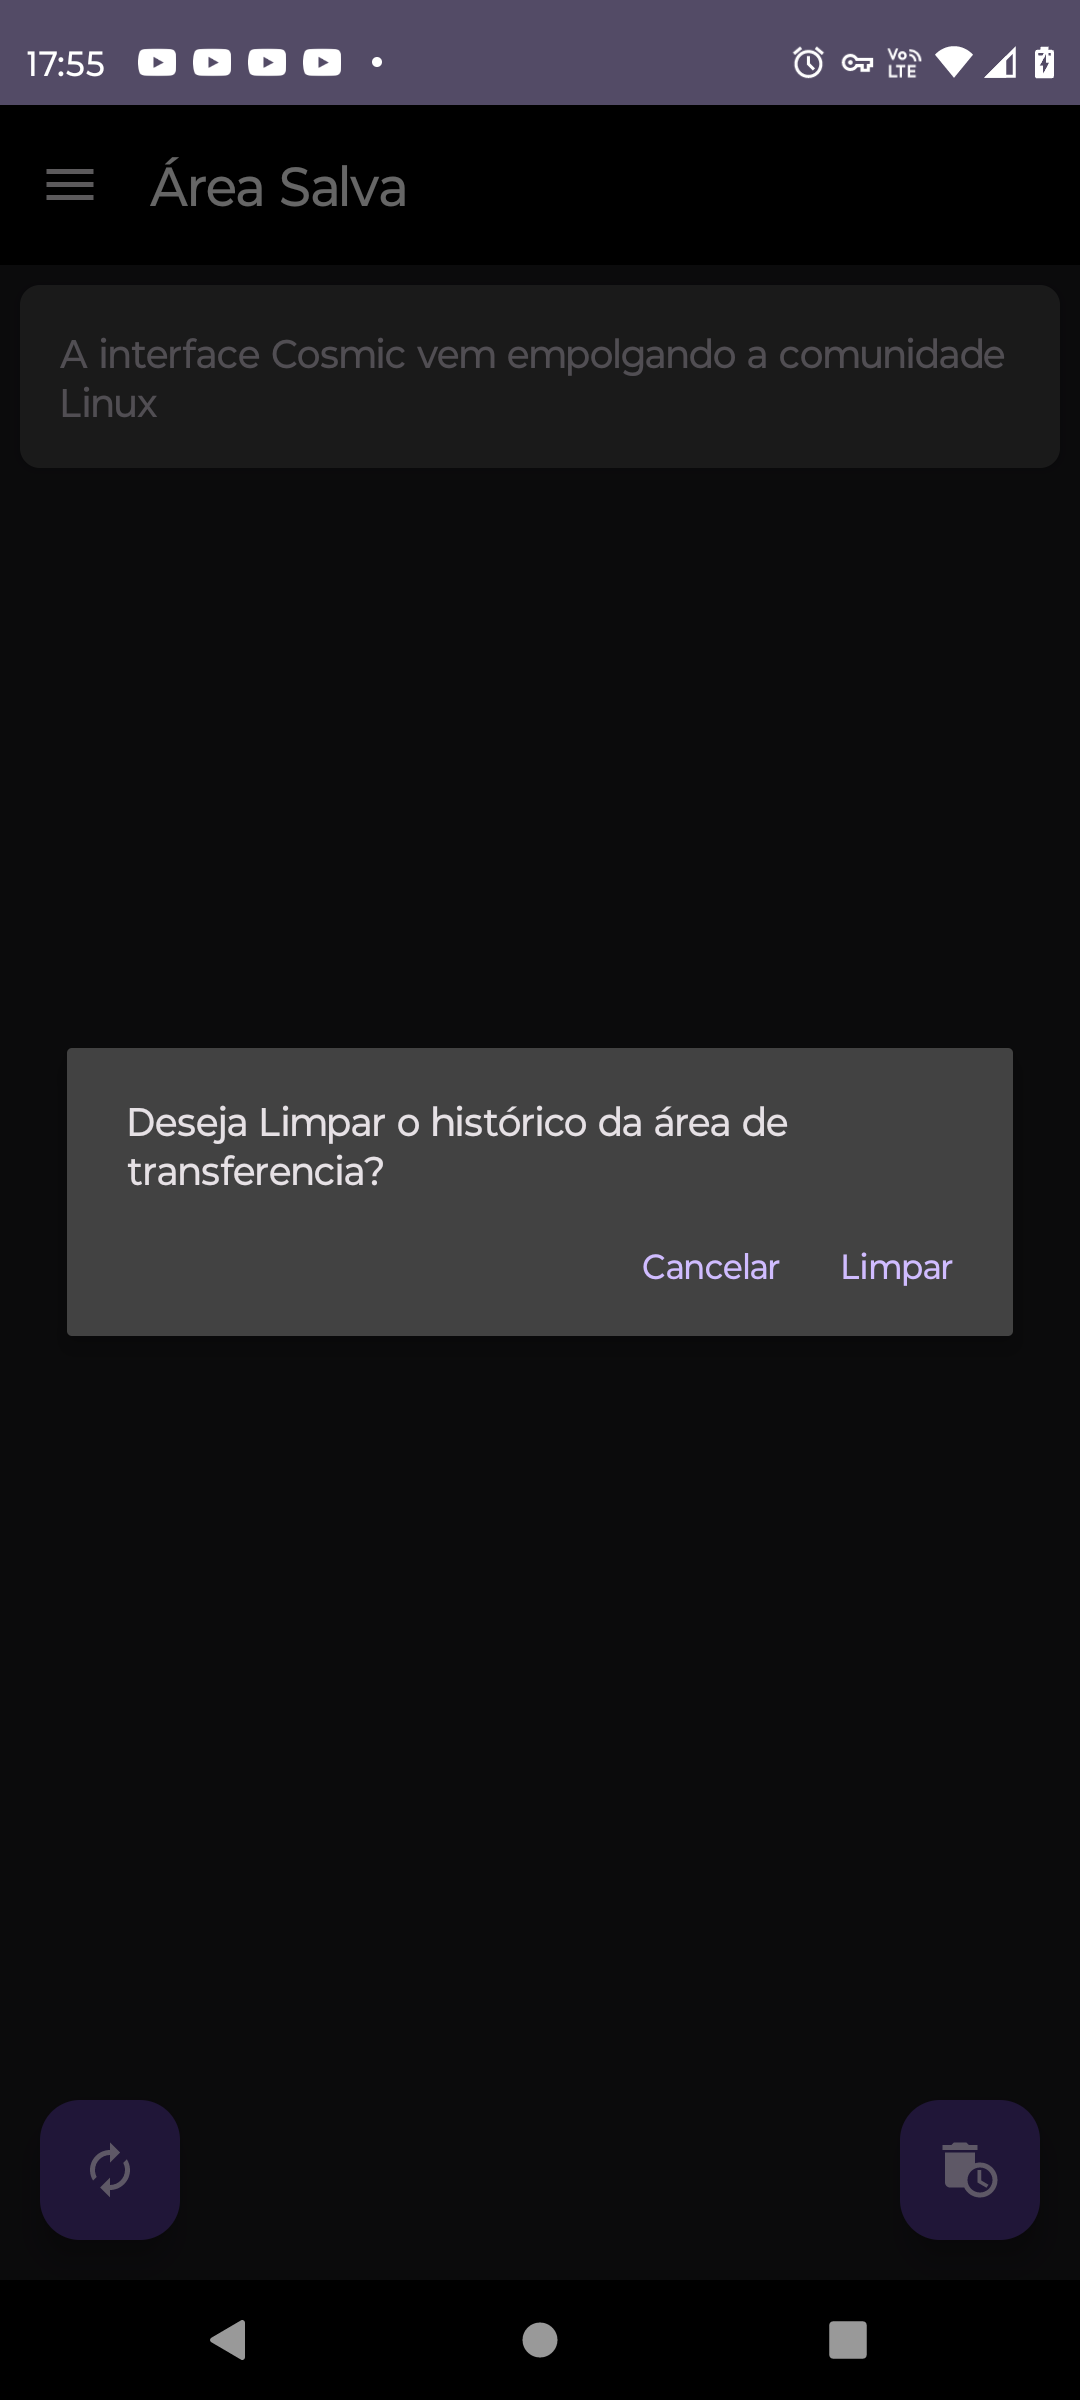 17:55
Vo LTE
Área Salva
A interface Cosmic vem empolgando a comunidade
Linux
Deseja Limpar o histórico da área de
transferencia?
Cancelar Limpar